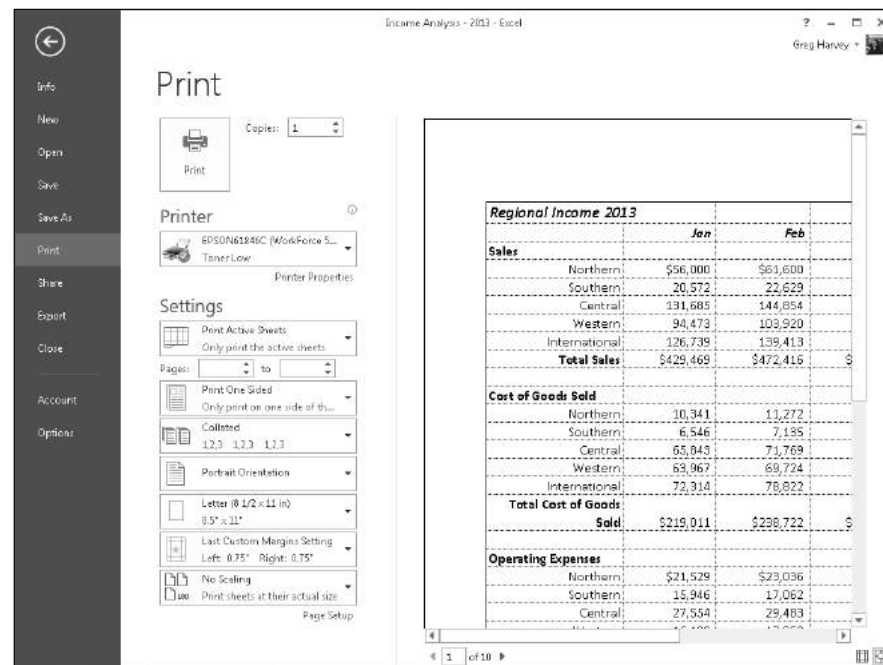 Income Analysis - 2013 - Excel
?
Greg Harvey
Info
New
Open
Save
Save As
Print
Share
Export
Close
Account
Options
Print
Print
Copies: 1
Printer
EPSON61846C (WorkForce 5...
Toner Low
Printer Properties
Settings
Print Active Sheets
Only print the active sheets
Pages: to
Print One Sided
Only print on one side of th...
Collated
1,2,3 1,2,3 1,2,3
Portrait Orientation
Letter (8 1/2 x 11 in)
8.5" x 11"
Last Custom Margins Setting
Left: 0.75" Right: 0.75"
No Scaling
100
Print sheets at their actual size
Page Setup
Regional Income 2013
Jan Feb
Sales
Northern $56,000 $61,600
Southern 20,572 22,629
Central 131,685 144,854
Western 94,473 103,920
International 126,739 139,413
Total Sales $429,469 $472,416 $
Cost of Goods Sold
Northern 10,341 11,272
Southern 6,546 7,135
Central 65,843 71,769
Western 63,967 69,724
International 72,314 78,822
Total Cost of Goods
Sold $219,011 $238,722 $
Operating Expenses
Northern $21,529 $23,036
Southern 15,946 17,062
Central 27,554 29,483
1 of 10